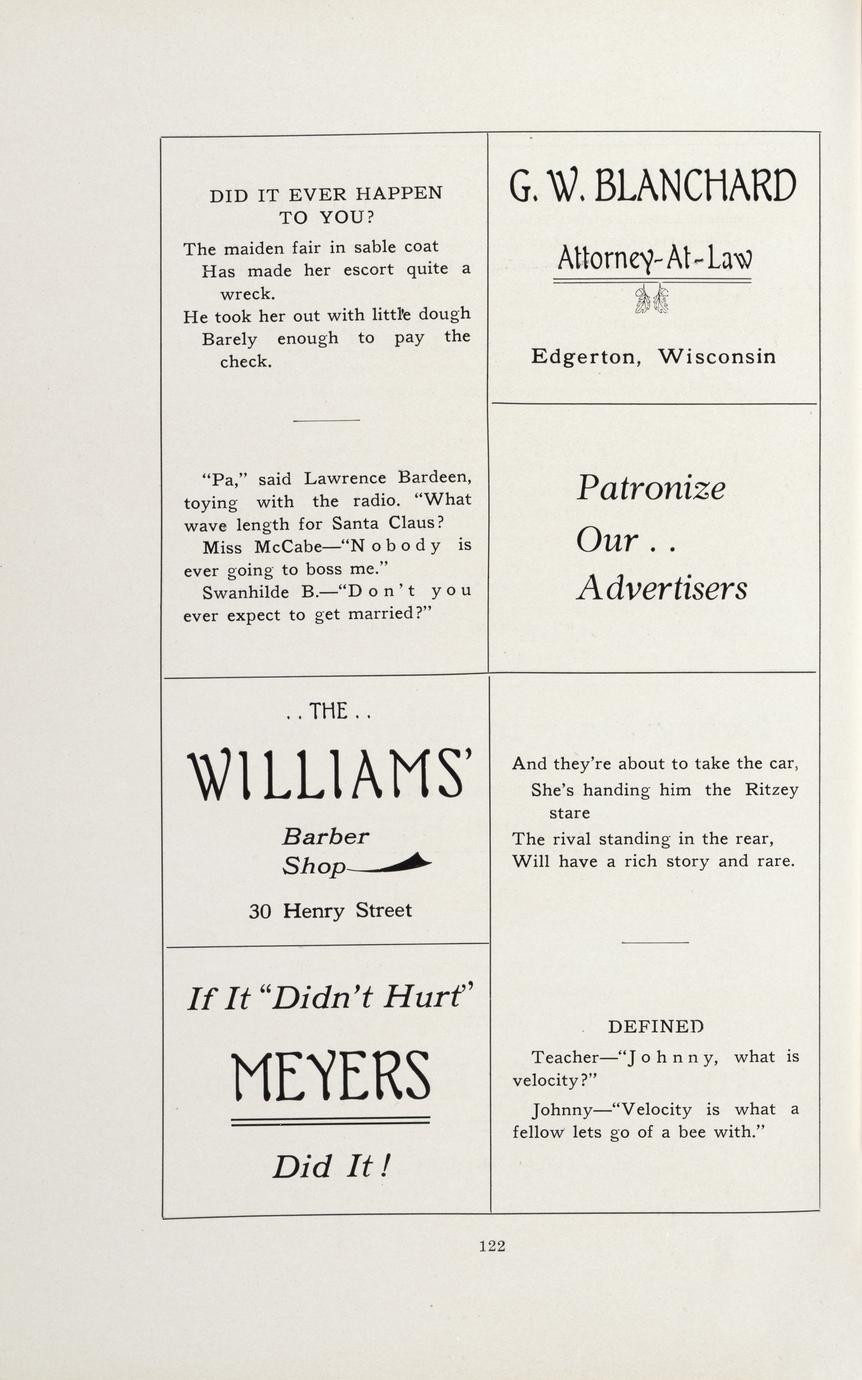 DID IT EVER HAPPEN
TO YOU?
The maiden fair in sable coat
Has made her escort quite a
wreck.
He took her out with little dough
Barely enough to pay the
check.
“Pa,” said Lawrence Bardeen,
toying with the radio. “What
wave length for Santa Claus?
Miss McCabe—“Nobody is
ever going to boss me.”
Swanhilde B.—“Don’t you
ever expect to get married?”
G. W. BLANCHARD
Attorney-At-Law
Edgerton, Wisconsin
Patronize
Our . .
Advertisers
. . THE . .
WILLIAMS’
Barber
Shop
30 Henry Street
If It “Didn’t Hurt”
MEYERS
Did It!
And they’re about to take the car,
She’s handing him the Ritzey
stare
The rival standing in the rear,
Will have a rich story and rare.
DEFINED
Teacher—“Johnny, what is
velocity?”
Johnny—“Velocity is what a
fellow lets go of a bee with.”
122